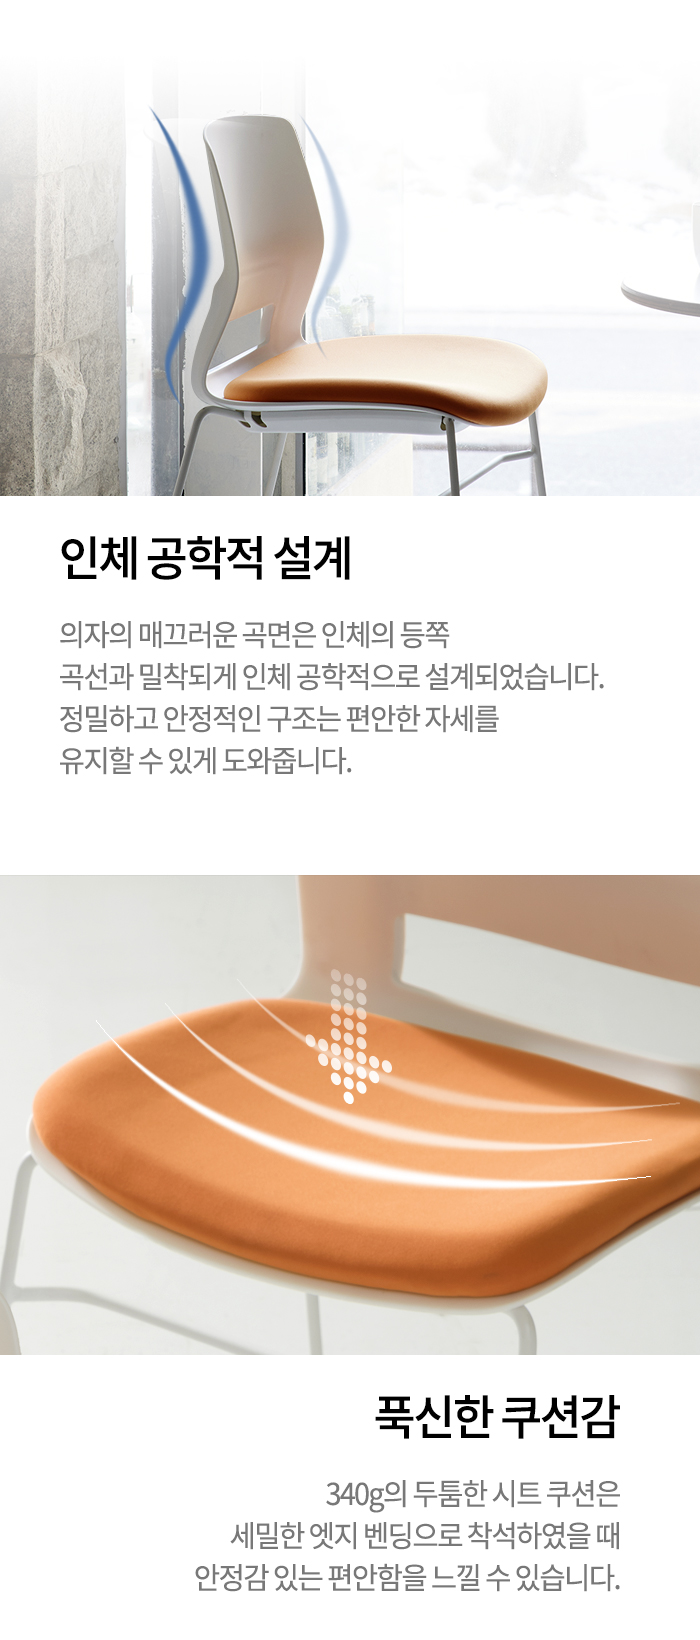 인체 공학적 설계
의자의 매끄러운 곡면은 인체의 등쪽
곡선과 밀착되게 인체 공학적으로 설계되었습니다.
정밀하고 안정적인 구조는 편안한 자세를
유지할 수 있게 도와줍니다.
푹신한 쿠션감
340g의 두툼한 시트 쿠션은
세밀한 엣지 벤딩으로 착석하였을 때
안정감 있는 편안함을 느낄 수 있습니다.